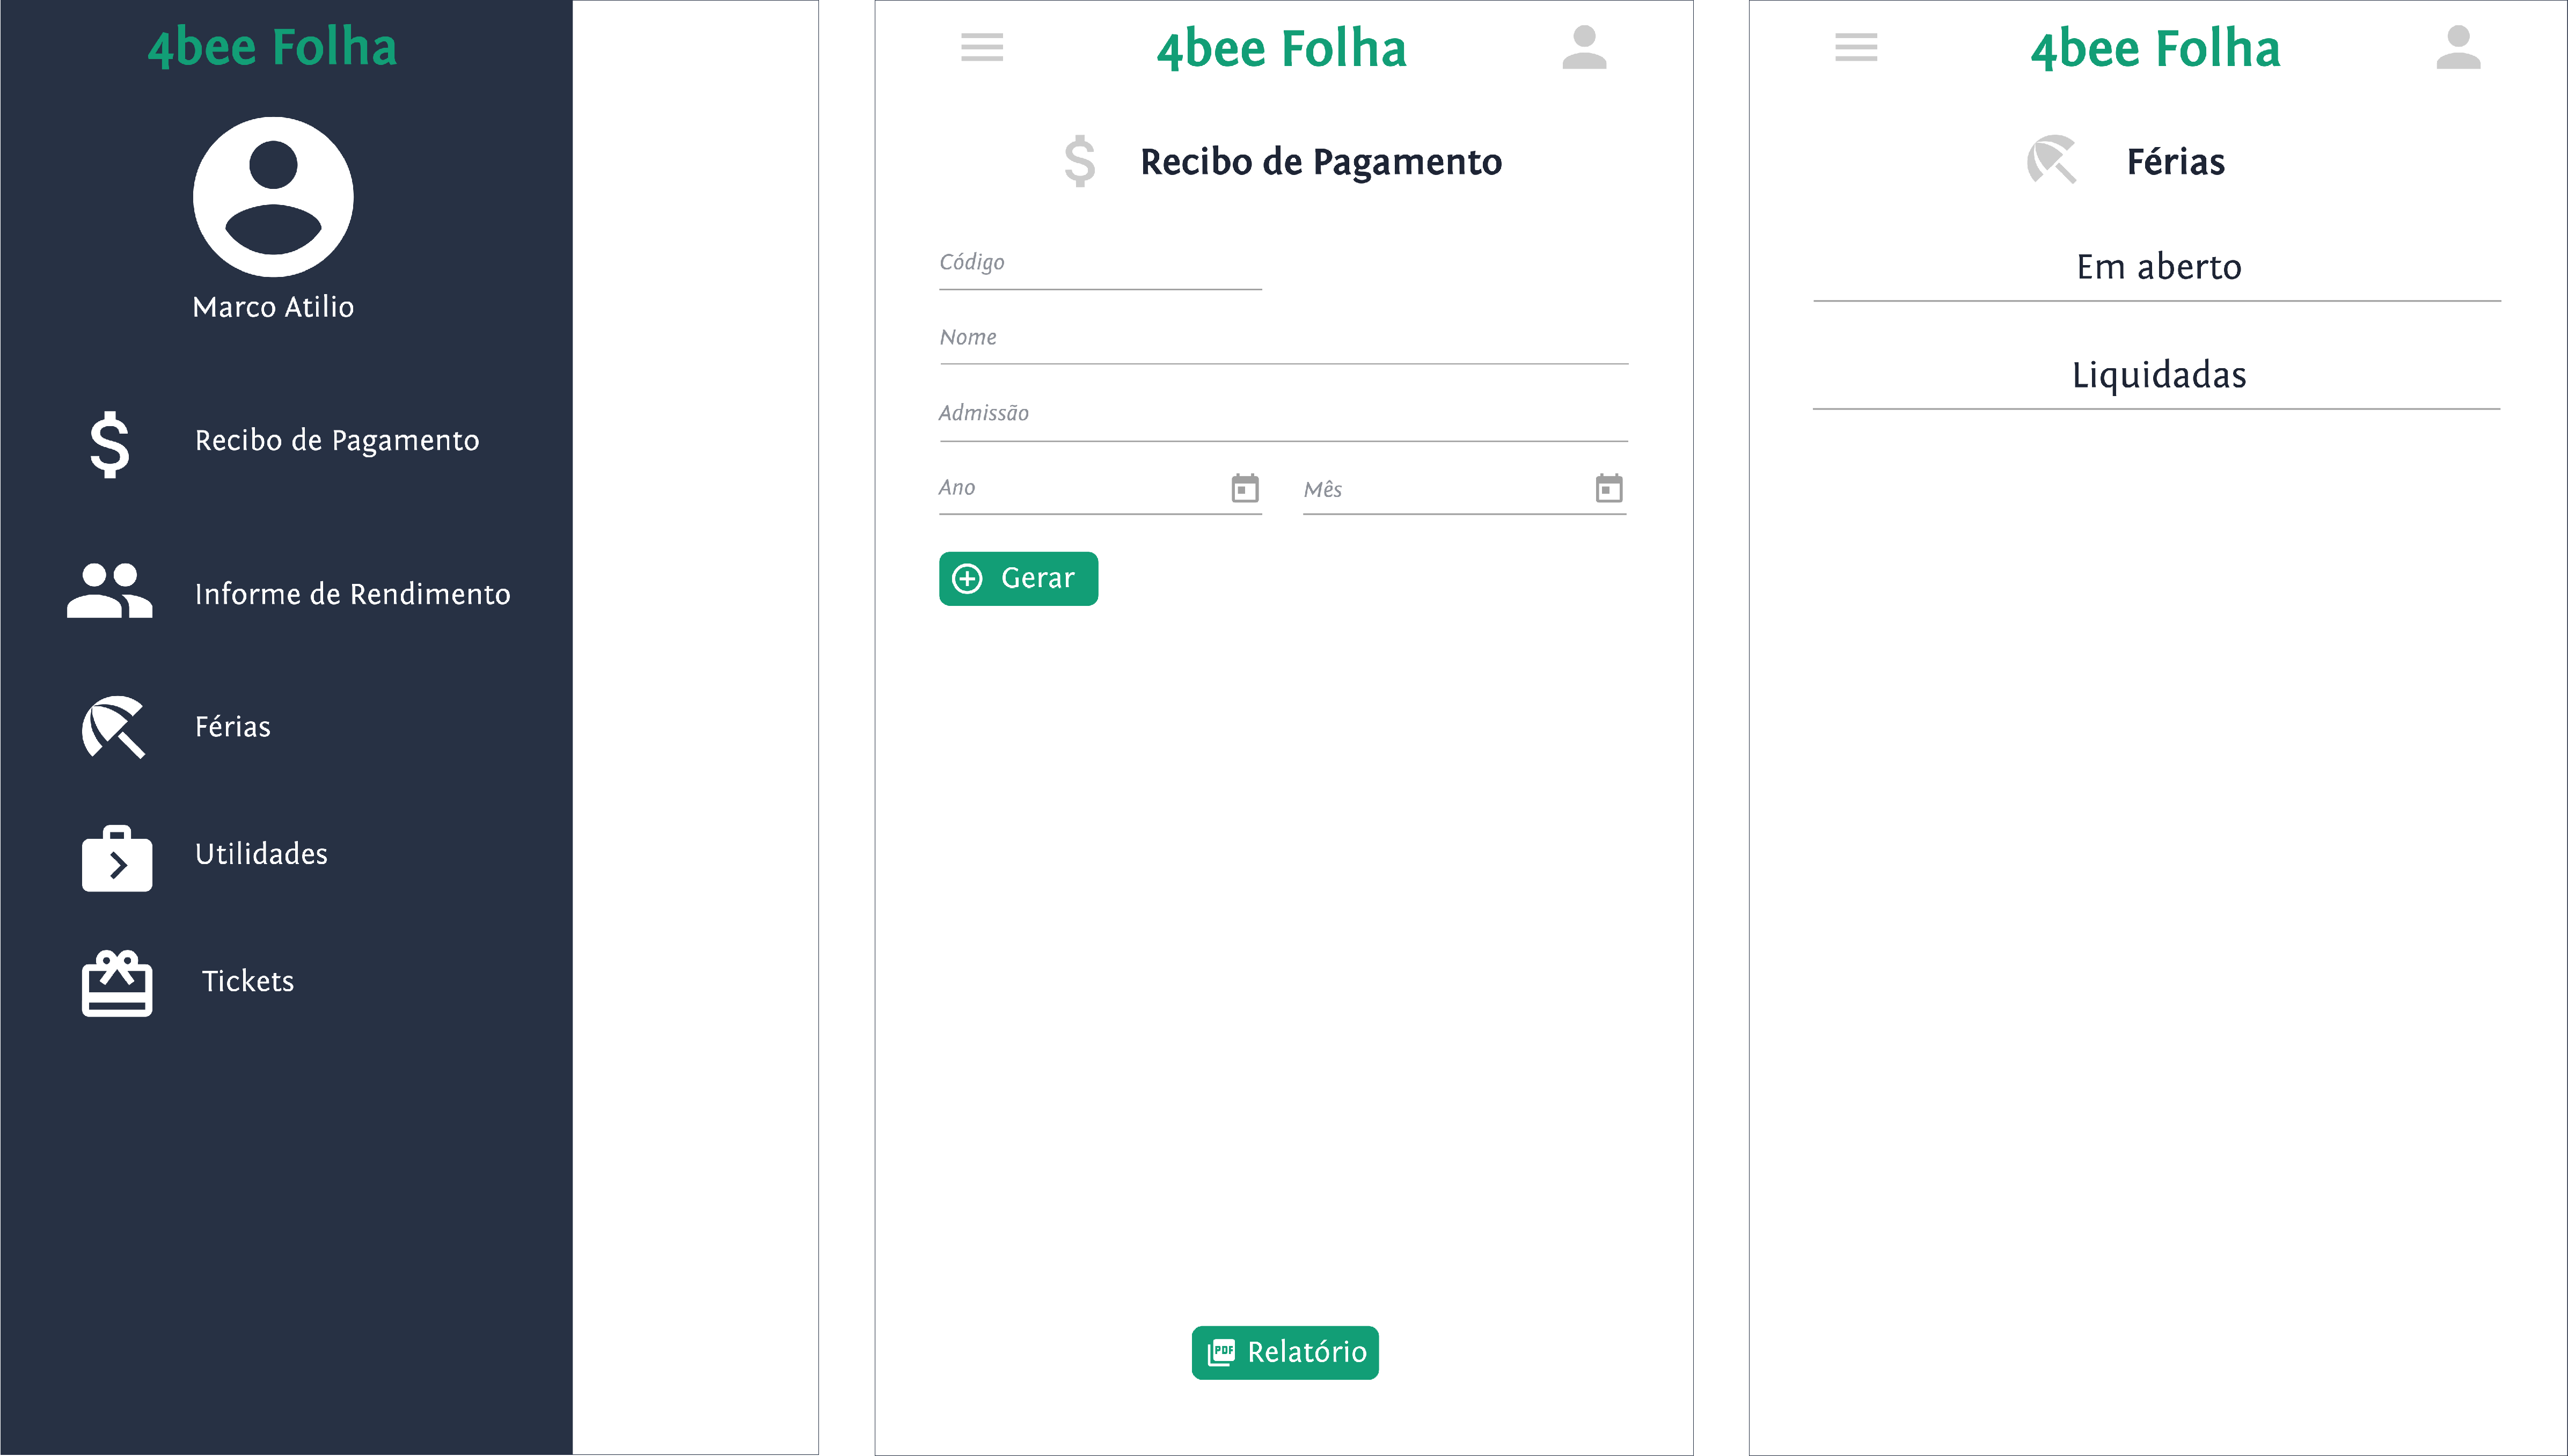 4bee Folha
Marco Atilio
Recibo de Pagamento
Informe de Rendimento
Férias
Utilidades
Tickets
4bee Folha
Recibo de Pagamento
Código
Nome
Admissão
Ano
Mês
Gerar
PDF
Relatório
4bee Folha
Férias
Em aberto
Liquidadas